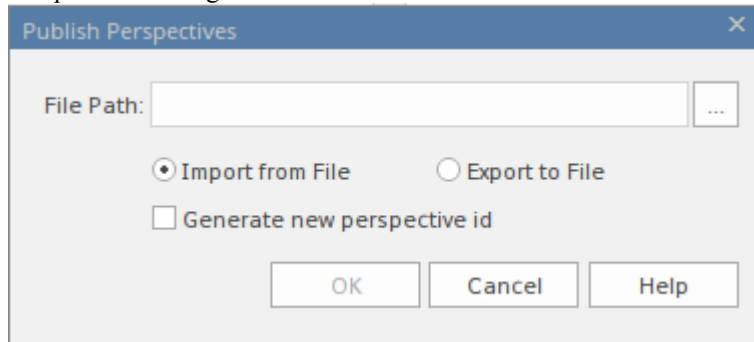 Publish Perspectives
File Path:
...
Import from File Export to File
Generate new perspective id
OK Cancel Help